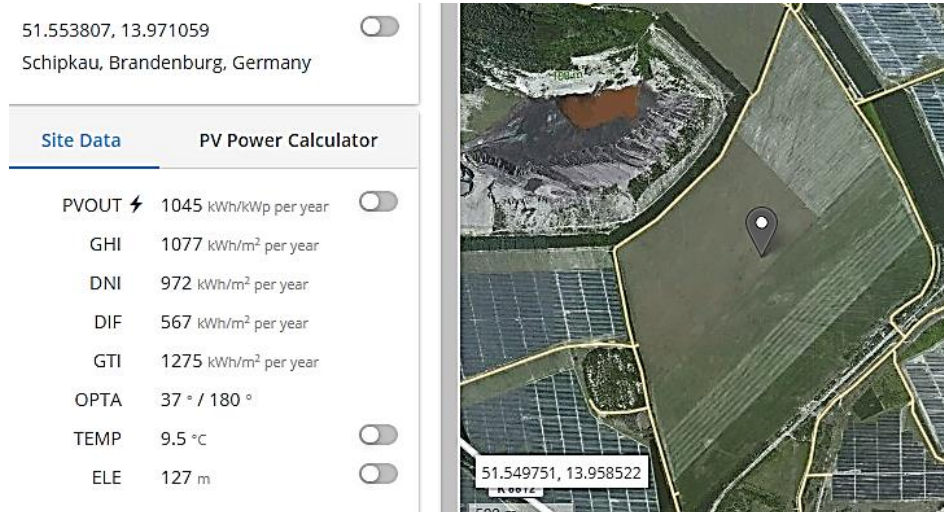 51.553807, 13.971059
Schipkau, Brandenburg, Germany
Site Data PV Power Calculator
PVOUT 1045 kWh/kWp per year
GHI 1077 kWh/m² per year
DNI 972 kWh/m² per year
DIF 567 kWh/m² per year
GTI 1275 kWh/m² per year
OPTA 37 ° / 180 °
TEMP 9.5 °C
ELE 127 m
51.549751, 13.958522